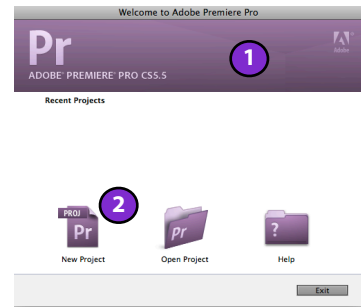 Welcome to Adobe Premiere Pro
Pr
Adobe
ADOBE® PREMIERE® PRO CS5.5
1
Recent Projects
2
PROJ
Pr
Pr
?
New Project
Open Project
Help
Exit